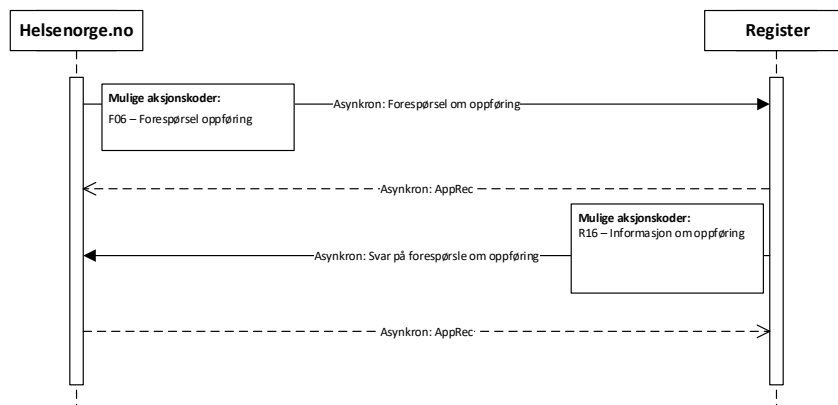 Helsenorge.no
Register
Mulige aksjonskoder:
F06 – Forespørsel oppføring
Asynkron: Forespørsel om oppføring
Asynkron: AppRec
Mulige aksjonskoder:
R16 – Informasjon om oppføring
Asynkron: Svar på forespørsle om oppføring
Asynkron: AppRec